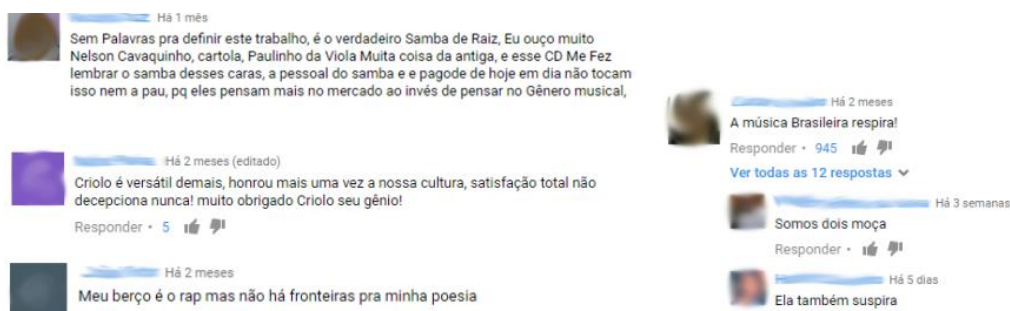 Há 1 mês
Sem Palavras pra definir este trabalho, é o verdadeiro Samba de Raiz, Eu ouço muito
Nelson Cavaquinho, cartola, Paulinho da Viola Muita coisa da antiga, e esse CD Me Fez
lembrar o samba desses caras, a pessoal do samba e e pagode de hoje em dia não tocam
isso nem a pau, pq eles pensam mais no mercado ao invés de pensar no Gênero musical,
Há 2 meses (editado)
Criolo é versátil demais, honrou mais uma vez a nossa cultura, satisfação total não
decepciona nunca! muito obrigado Criolo seu gênio!
Responder • 5
Há 2 meses
Meu berço é o rap mas não há fronteiras pra minha poesia
Há 2 meses
A música Brasileira respira!
Responder • 945
Ver todas as 12 respostas
Há 3 semanas
Somos dois moça
Responder •
Há 5 dias
Ela também suspira